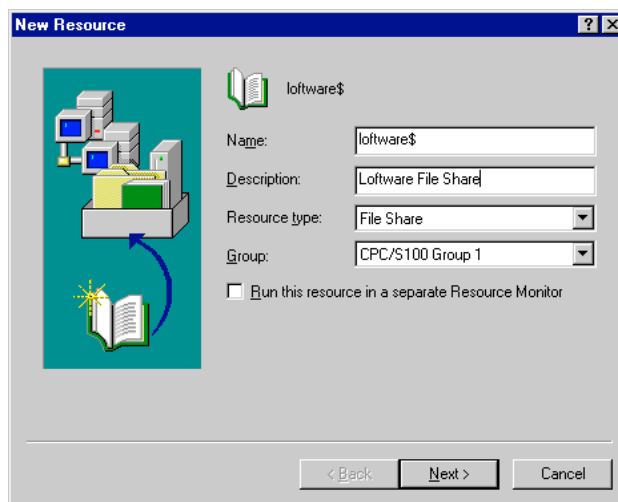 New Resource
loftware$
Name: loftware$
Description: Loftware File Share
Resource type: File Share
Group: CPC/S100 Group 1
Run this resource in a separate Resource Monitor
< Back Next > Cancel